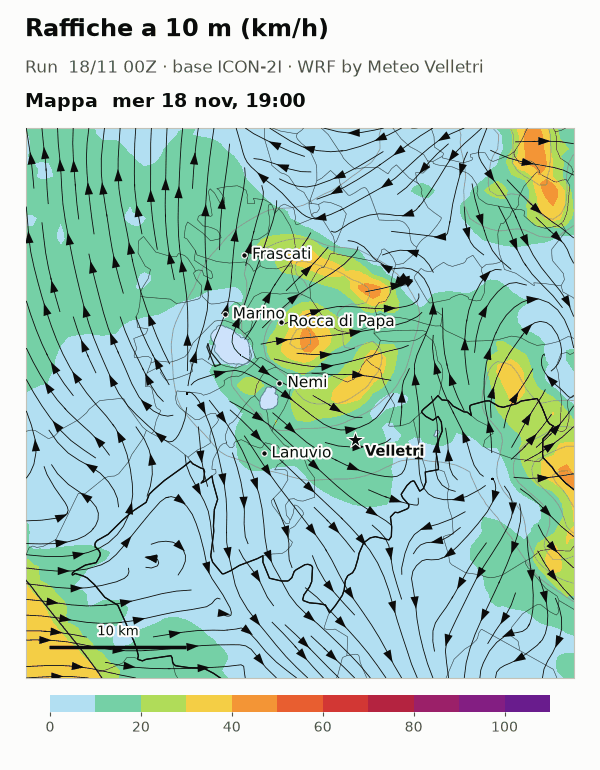 Raffiche a 10 m (km/h)
Run 18/11 00Z · base ICON-2I · WRF by Meteo Velletri
Mappa mer 18 nov, 19:00
Frascati
Marino
Rocca di Papa
Nemi
Velletri
Lanuvio
10 km
0 20 40 60 80 100